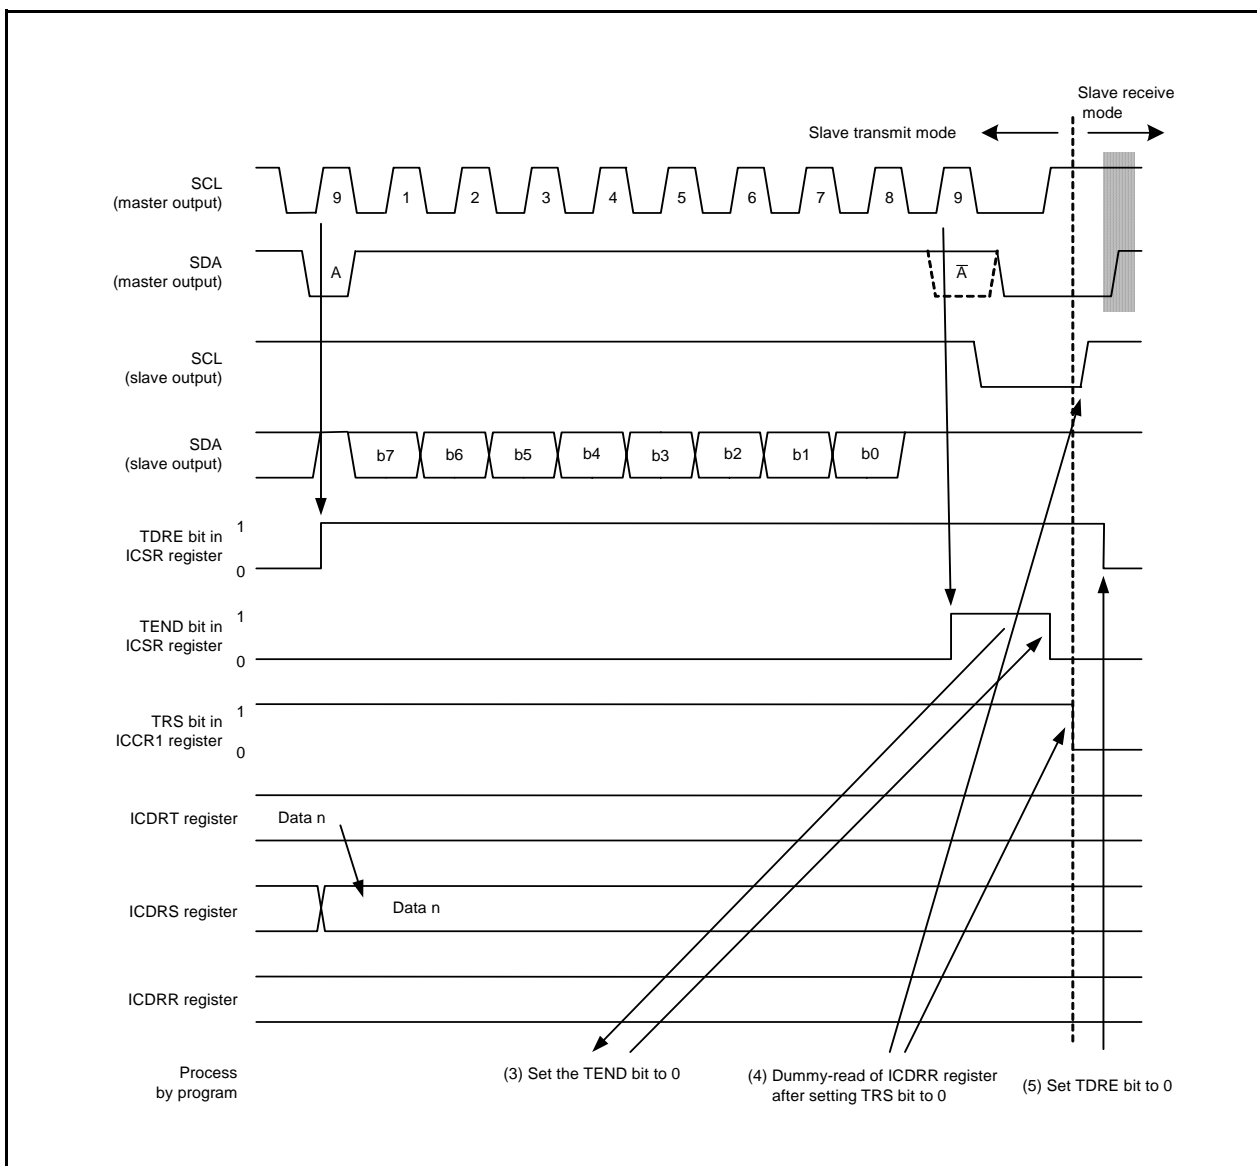 Slave receive
mode
Slave transmit mode
SCL
(master output)
9 1 2 3 4 5 6 7 8 9
SDA
(master output)
A A̅
SCL
(slave output)
SDA
(slave output)
b7 b6 b5 b4 b3 b2 b1 b0
TDRE bit in
ICSR register
1
0
TEND bit in
ICSR register
1
0
TRS bit in
ICCR1 register
1
0
ICDRT register
Data n
ICDRS register
Data n
ICDRR register
Process
by program
(3) Set the TEND bit to 0
(4) Dummy-read of ICDRR register
after setting TRS bit to 0
(5) Set TDRE bit to 0